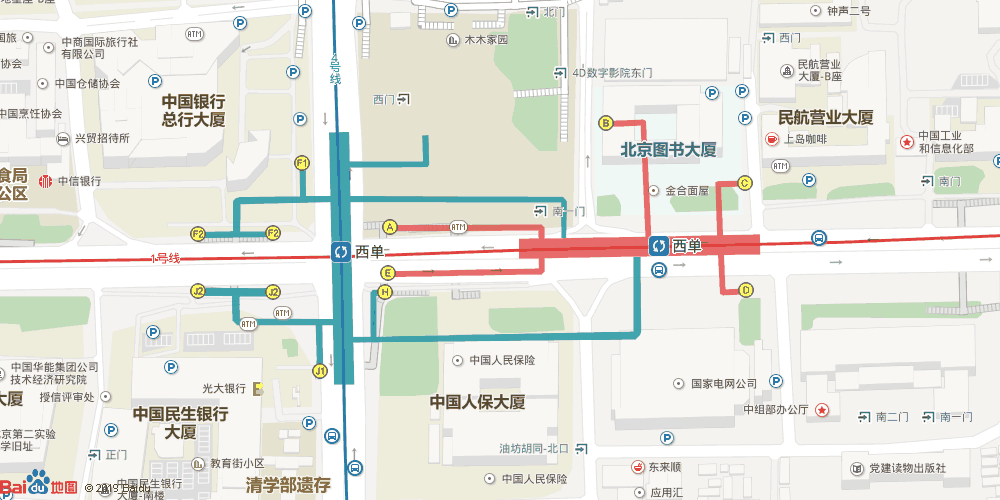 北门
钟声二号
西门
木木家园
中商国际旅行社
有限公司
ATM
P
4号线
4D数字影院东门
民航营业
大厦-B座
协会
中国仓储协会
西门
中国银行
总行大厦
中国烹饪协会
兴贸招待所
B
民航营业大厦
上岛咖啡
中国工业
和信息化部
北京图书大厦
F1
ATM
食局
公区
中信银行
金合面屋
C
南门
南一门
A
ATM
F2
F2
西单
西单
1号线
E
J2
J2
H
D
ATM
ATM
中国人民保险
J1
中国华能集团公司
技术经济研究院
国家电网公司
光大银行
大厦
授信评审处
中国人保大厦
中组部办公厅
南二门
南一门
中国民生银行
大厦
京第二实验
学旧址
正门
油坊胡同-北口
教育街小区
东来顺
党建读物出版社
中国人民保险
清学部遗存
应用汇
Baidu地图
© 2019 Baidu
民生银行
大厦-南楼